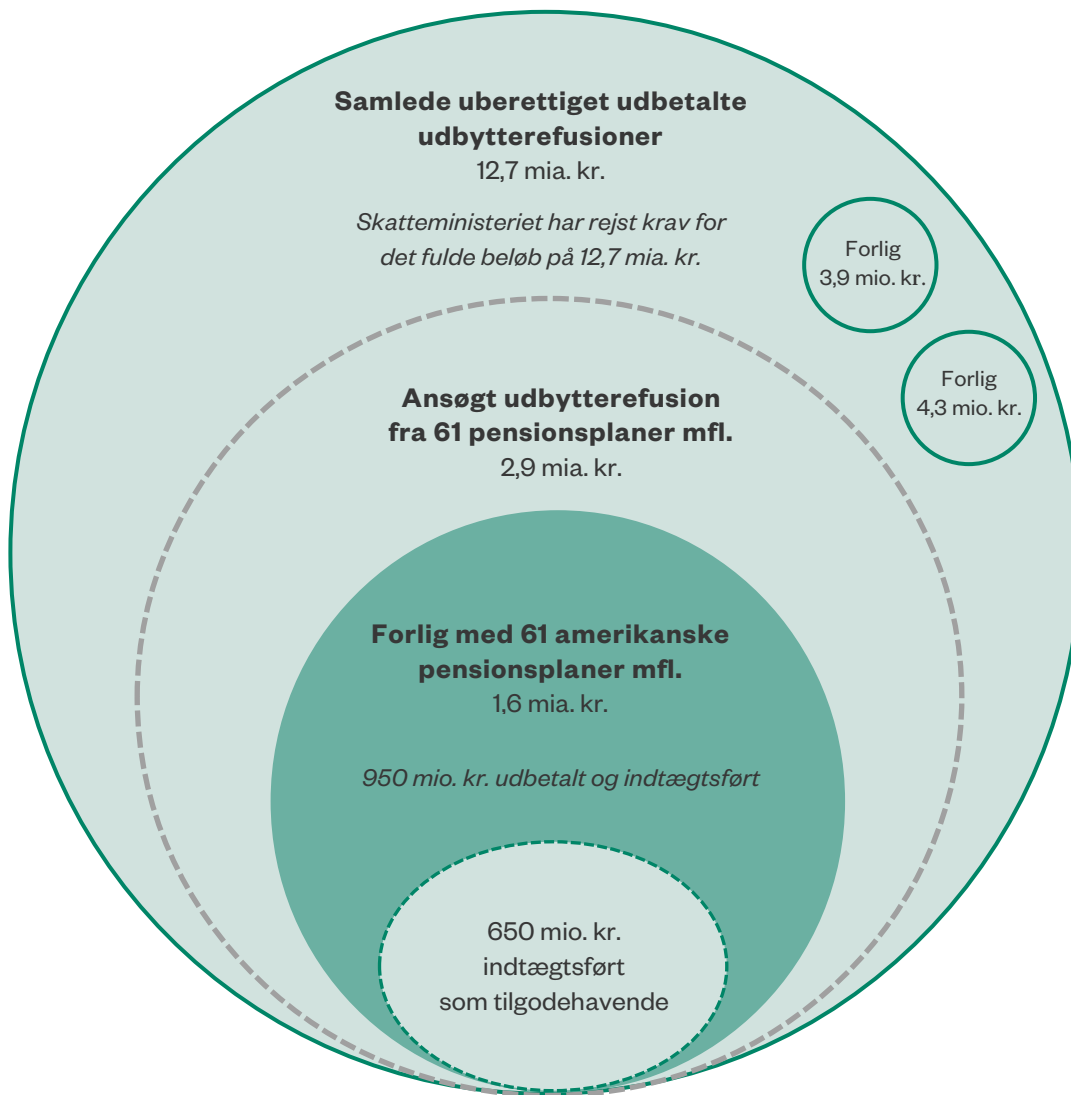 Samlede uberettiget udbetalte
udbytterefusioner
12,7 mia. kr.
Skatteministeriet har rejst krav for
det fulde beløb på 12,7 mia. kr.
Forlig
3,9 mio. kr.
Forlig
4,3 mio. kr.
Ansøgt udbytterefusion
fra 61 pensionsplaner mfl.
2,9 mia. kr.
Forlig med 61 amerikanske
pensionsplaner mfl.
1,6 mia. kr.
950 mio. kr. udbetalt og indtægtsført
650 mio. kr.
indtægtsført
som tilgodehavende